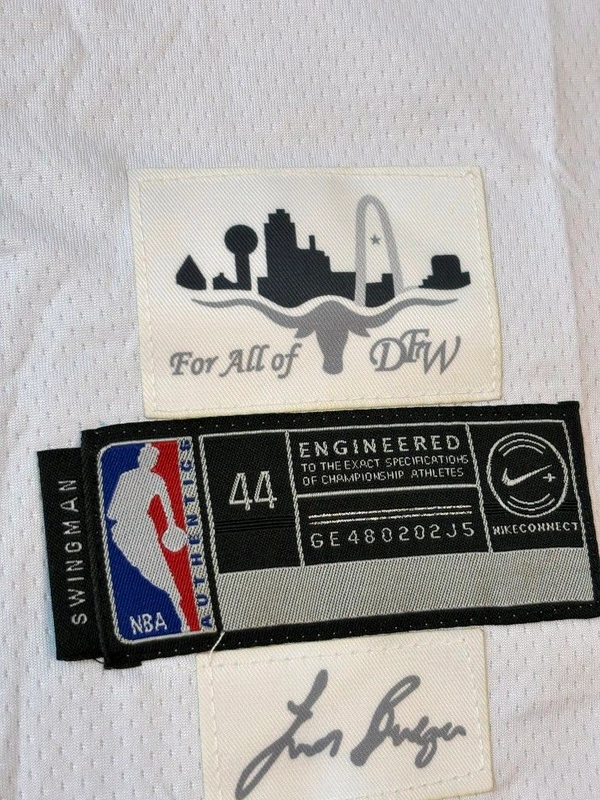 For All of DFW
SWINGMAN
NBA
AUTHENTICS
44
ENGINEERED
TO THE EXACT SPECIFICATIONS
OF CHAMPIONSHIP ATHLETES
GE480202J5
NIKECONNECT